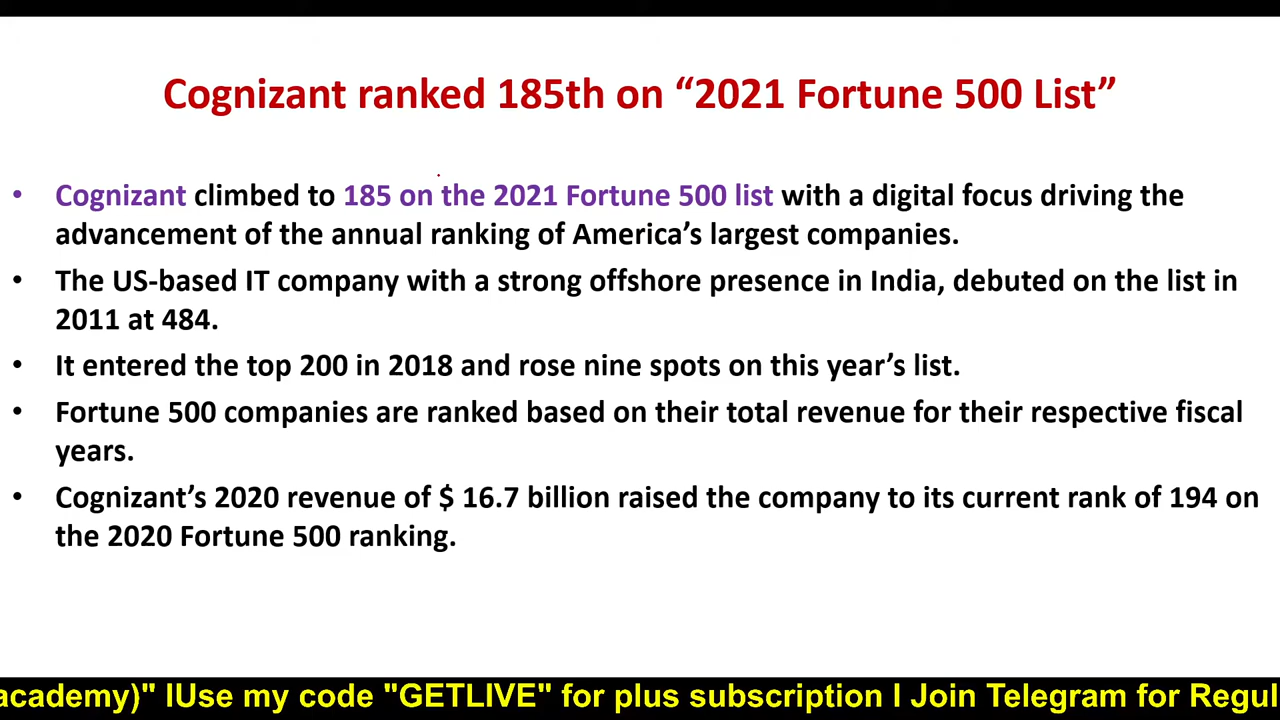 Cognizant ranked 185th on “2021 Fortune 500 List”
• Cognizant climbed to 185 on the 2021 Fortune 500 list with a digital focus driving the
advancement of the annual ranking of America’s largest companies.
• The US-based IT company with a strong offshore presence in India, debuted on the list in
2011 at 484.
• It entered the top 200 in 2018 and rose nine spots on this year’s list.
• Fortune 500 companies are ranked based on their total revenue for their respective fiscal
years.
• Cognizant’s 2020 revenue of $ 16.7 billion raised the company to its current rank of 194 on
the 2020 Fortune 500 ranking.
academy)" IUse my code "GETLIVE" for plus subscription I Join Telegram for Regul